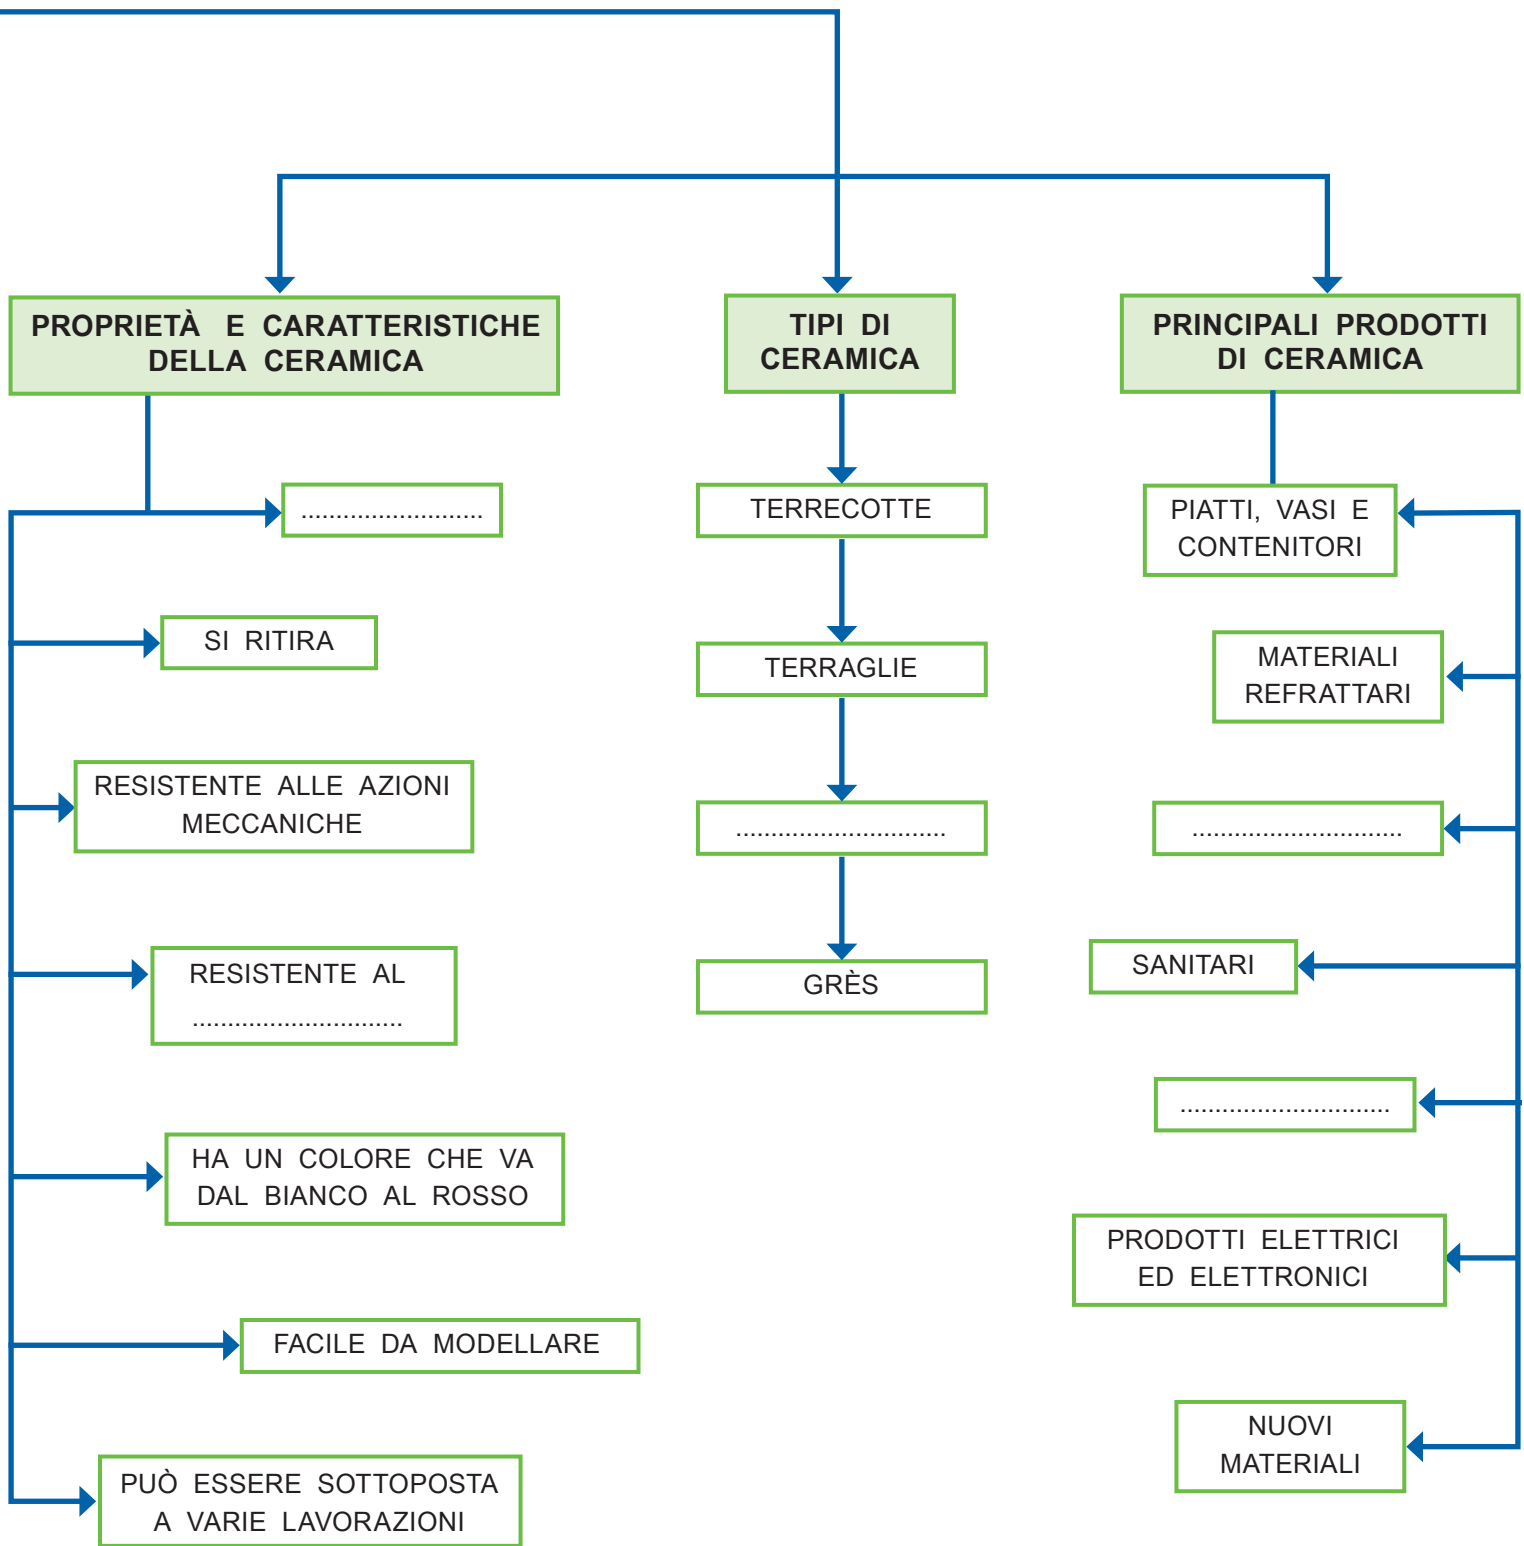 PROPRIETÀ E CARATTERISTICHE
DELLA CERAMICA
..........................
SI RITIRA
RESISTENTE ALLE AZIONI
MECCANICHE
RESISTENTE AL
..............................
HA UN COLORE CHE VA
DAL BIANCO AL ROSSO
FACILE DA MODELLARE
PUÒ ESSERE SOTTOPOSTA
A VARIE LAVORAZIONI
TIPI DI
CERAMICA
TERRECOTTE
TERRAGLIE
..............................
GRÈS
PRINCIPALI PRODOTTI
DI CERAMICA
PIATTI, VASI E
CONTENITORI
MATERIALI
REFRATTARI
..............................
SANITARI
..............................
PRODOTTI ELETTRICI
ED ELETTRONICI
NUOVI
MATERIALI